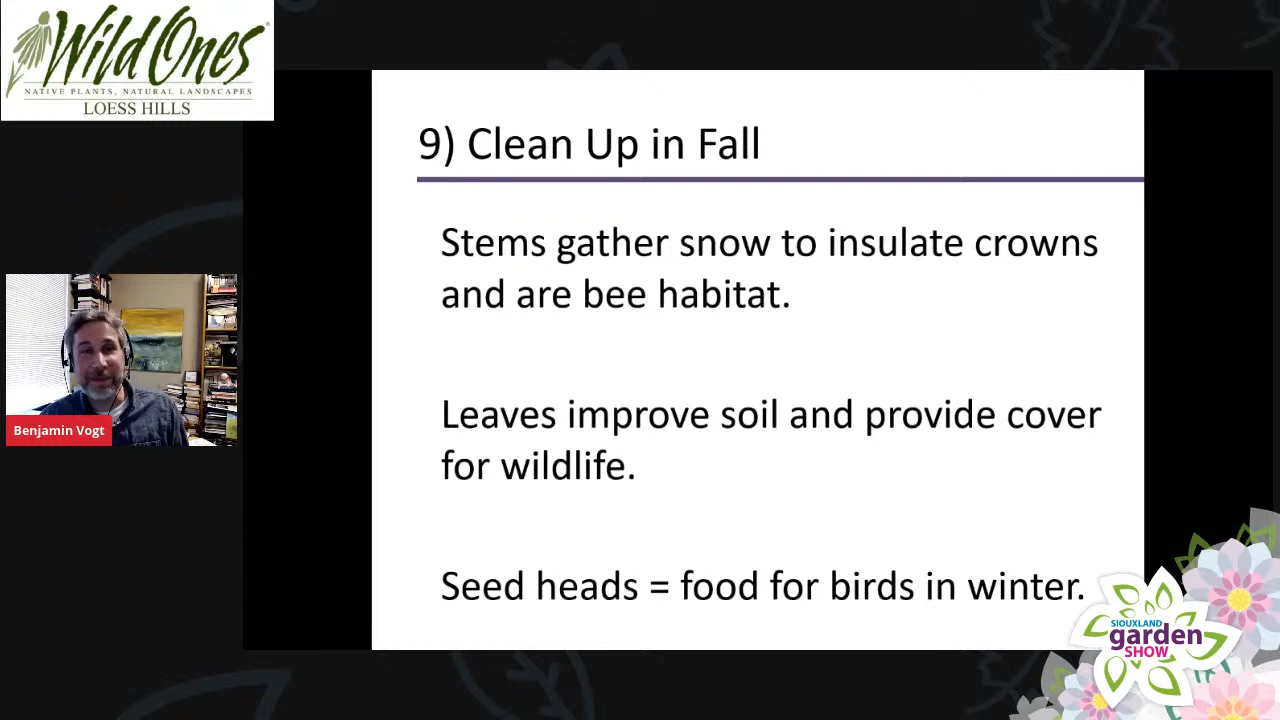 Wild Ones®
NATIVE PLANTS, NATURAL LANDSCAPES
LOESS HILLS
9) Clean Up in Fall
Stems gather snow to insulate crowns
and are bee habitat.
Leaves improve soil and provide cover
for wildlife.
Seed heads = food for birds in winter.
Benjamin Vogt
SIOUXLAND
garden
SHOW